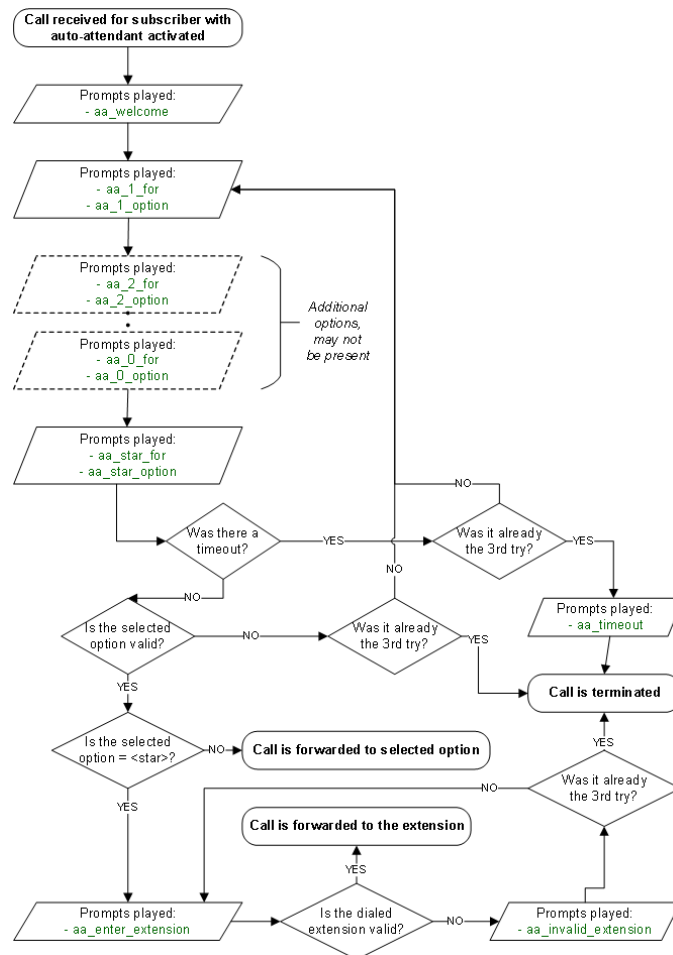 Call received for subscriber with
auto-attendant activated
Prompts played:
- aa_welcome
Prompts played:
- aa_1_for
- aa_1_option
Prompts played:
- aa_2_for
- aa_2_option
Additional
options,
may not
be present
Prompts played:
- aa_0_for
- aa_0_option
Prompts played:
- aa_star_for
- aa_star_option
NO
Was there a
timeout?
YES
Was it already
the 3rd try?
YES
NO
NO
Prompts played:
- aa_timeout
Is the selected
option valid?
NO
Was it already
the 3rd try?
YES
Call is terminated
YES
Is the selected
option = <star>?
NO
Call is forwarded to selected option
YES
YES
Was it already
the 3rd try?
NO
Call is forwarded to the extension
YES
Prompts played:
- aa_enter_extension
Is the dialed
extension valid?
NO
Prompts played:
- aa_invalid_extension